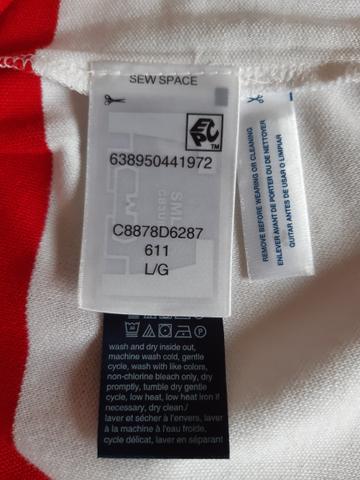 SEW SPACE
EPC
TM
638950441972
C8878D6287
611
L/G
REMOVE BEFORE WEARING OR CLEANING
ENLEVER AVANT DE PORTER OU DE NETTOYER
QUITAR ANTES DE USAR O LIMPIAR
wash and dry inside out,
machine wash cold, gentle
cycle, wash with like colors,
non-chlorine bleach only, dry
promptly, tumble dry gentle
cycle, low heat, low heat iron if
necessary, dry clean./
laver et sécher à l'envers, laver
à la machine à l'eau froide,
cycle délicat, laver en séparant